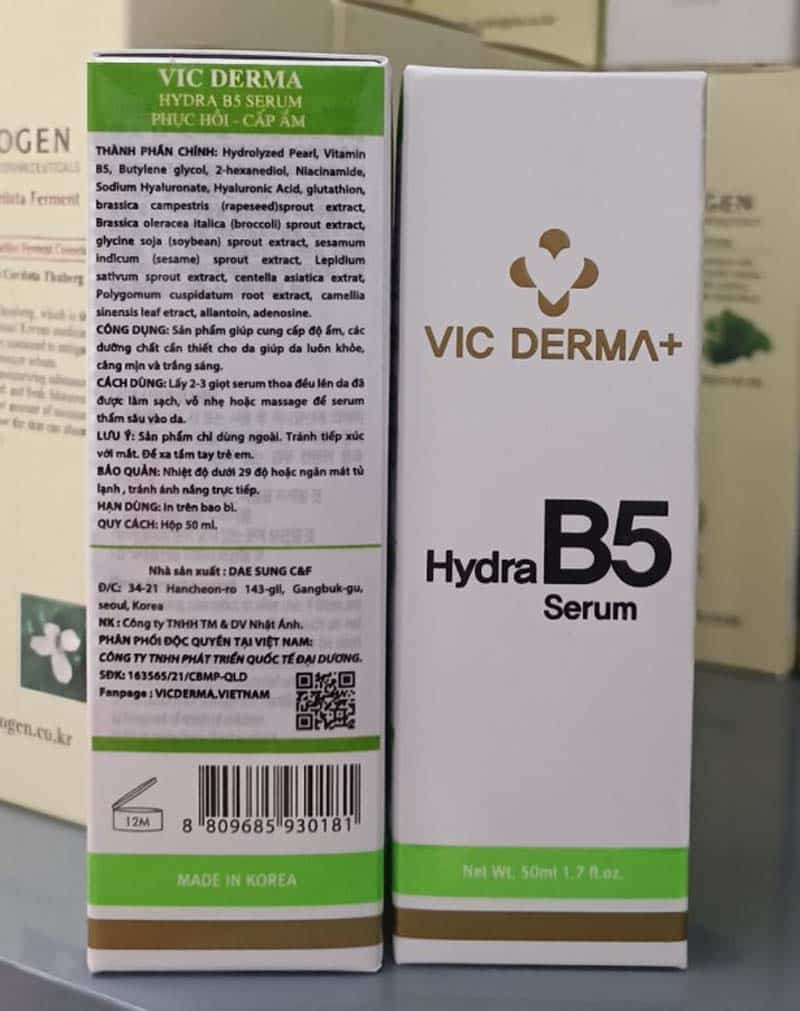 VIC DERMA
HYDRA B5 SERUM
PHỤC HỒI - CẤP ẨM
THÀNH PHẦN CHÍNH: Hydrolyzed Pearl, Vitamin
B5, Butylene glycol, 2-hexanediol, Niacinamide,
Sodium Hyaluronate, Hyaluronic Acid, glutathion,
brassica campestris (rapeseed)sprout extract,
Brassica oleracea italica (broccoli) sprout extract,
glycine soja (soybean) sprout extract, sesamum
indicum (sesame) sprout extract, Lepidium
sativum sprout extract, centella asiatica extrat,
Polygomum cuspidatum root extract, camellia
sinensis leaf etract, allantoin, adenosine.
CÔNG DỤNG: Sản phẩm giúp cung cấp độ ẩm, các
dưỡng chất cần thiết cho da giúp da luôn khỏe,
căng mịn và trắng sáng.
CÁCH DÙNG: Lấy 2-3 giọt serum thoa đều lên da đã
được làm sạch, vỗ nhẹ hoặc massage để serum
thấm sâu vào da.
LƯU Ý: Sản phẩm chỉ dùng ngoài. Tránh tiếp xúc
với mắt. Để xa tầm tay trẻ em.
BẢO QUẢN: Nhiệt độ dưới 29 độ hoặc ngăn mát tủ
lạnh , tránh ánh nắng trực tiếp.
HẠN DÙNG: In trên bao bì.
QUY CÁCH: Hộp 50 ml.
Nhà sản xuất : DAE SUNG C&F
Đ/C: 34-21 Hancheon-ro 143-gil, Gangbuk-gu,
seoul, Korea
NK : Công ty TNHH TM & DV Nhật Ánh.
PHÂN PHỐI ĐỘC QUYỀN TẠI VIỆT NAM:
CÔNG TY TNHH PHÁT TRIỂN QUỐC TẾ ĐẠI DƯƠNG.
SĐK: 163565/21/CBMP-QLD
Fanpage : VICDERMA.VIETNAM
12M
8 809685 930181
MADE IN KOREA
VIC DERMA+
Hydra B5
Serum
Net Wt. 50ml 1.7 fl.oz.
OGEN
Ferment
ogen.co.kr